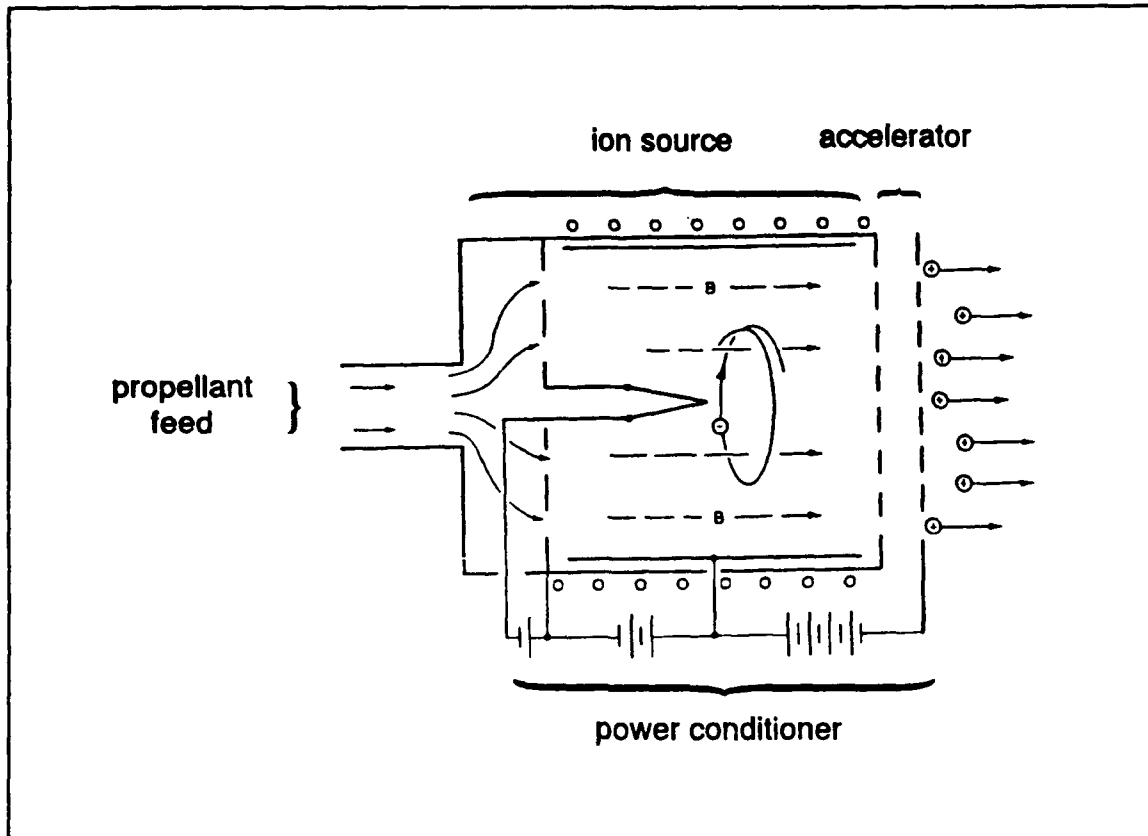 ion source
accelerator
B
propellant
feed
B
power conditioner